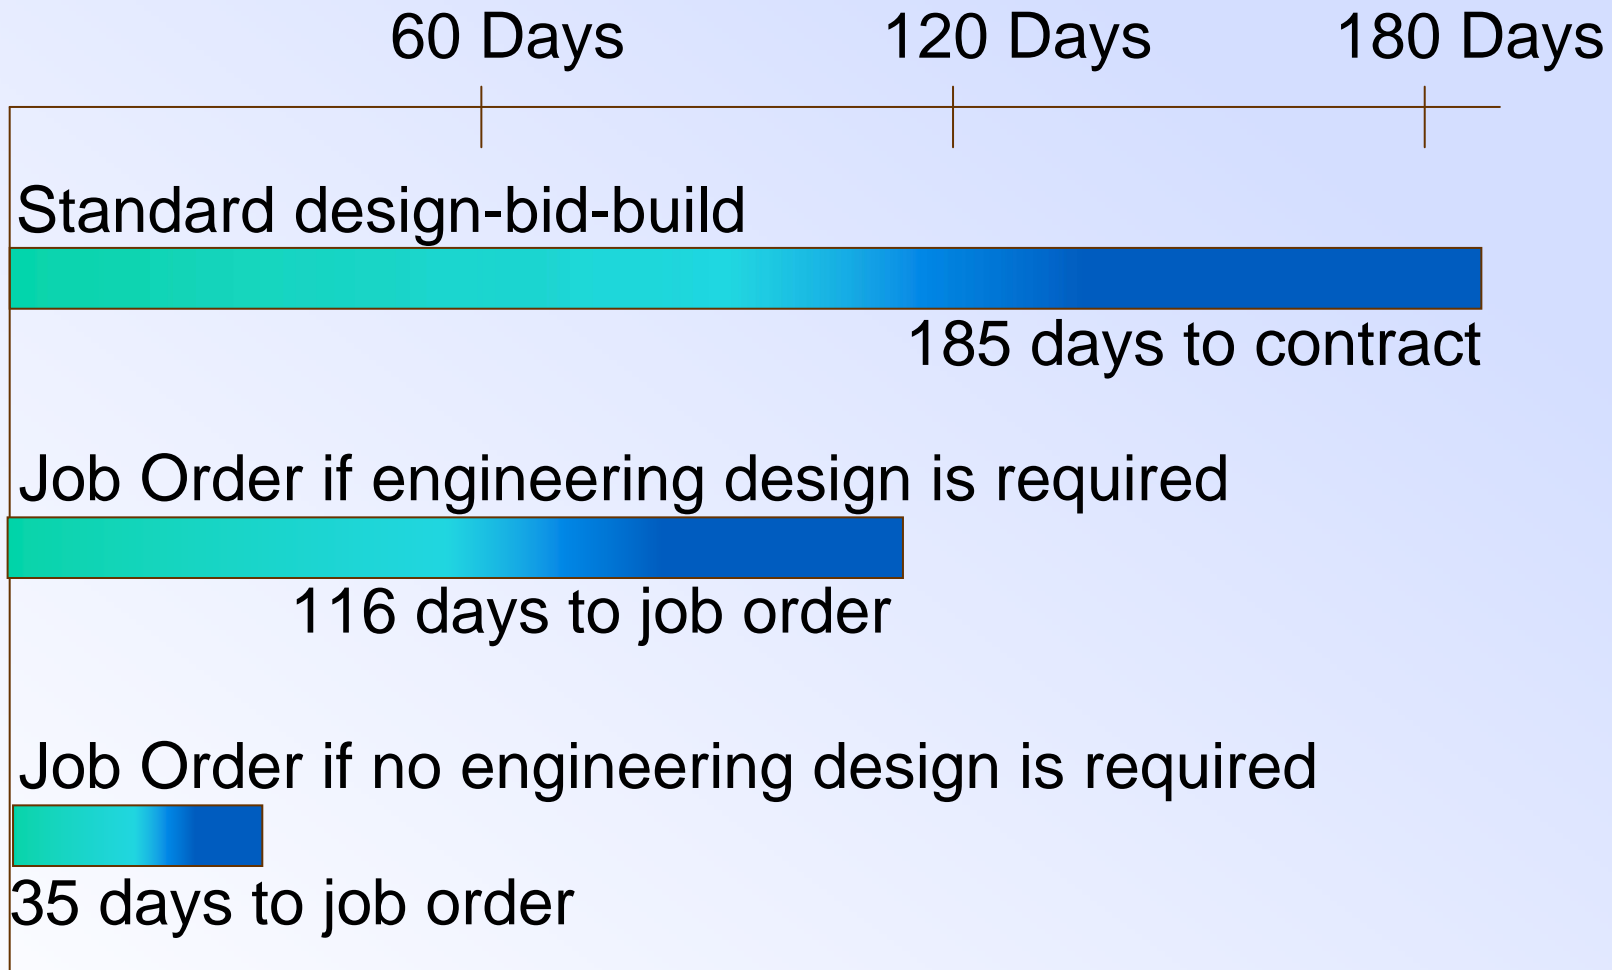 60 Days 120 Days 180 Days
Standard design-bid-build
185 days to contract
Job Order if engineering design is required
116 days to job order
Job Order if no engineering design is required
35 days to job order